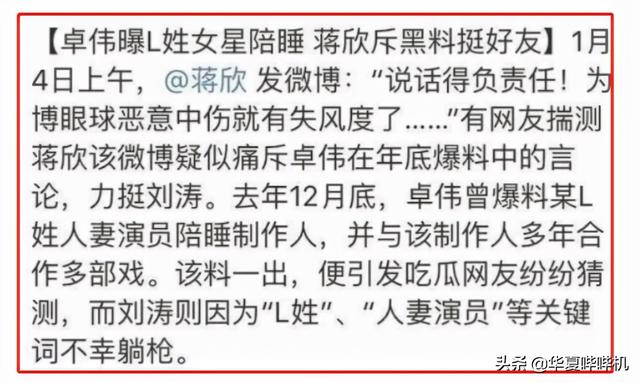 【卓伟曝L姓女星陪睡 蒋欣斥黑料挺好友】1月
4日上午，@蒋欣 发微博：“说话得负责任！为
博眼球恶意中伤就有失风度了……”有网友揣测
蒋欣该微博疑似痛斥卓伟在年底爆料中的言
论，力挺刘涛。去年12月底，卓伟曾爆料某L
姓人妻演员陪睡制作人，并与该制作人多年合
作多部戏。该料一出，便引发吃瓜网友纷纷猜
测，而刘涛则因为“L姓”、“人妻演员”等关键
词不幸躺枪。
头条 @华夏哔哔机